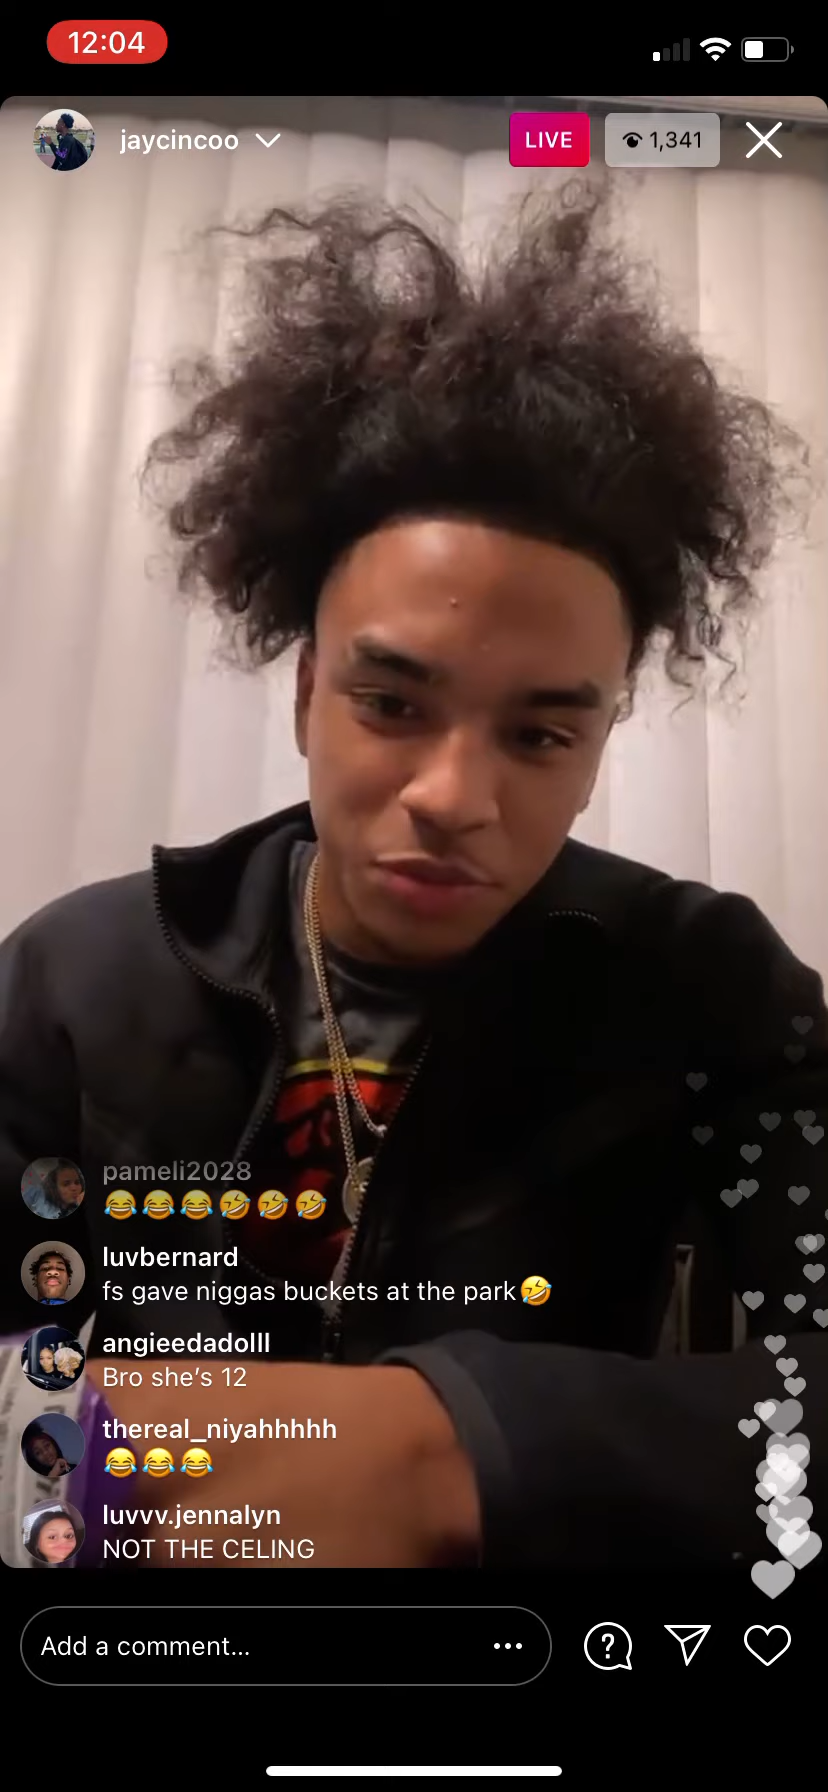 12:04
jaycincoo
LIVE
1,341
pameli2028
😂😂😂🤣🤣🤣
luvbernard
fs gave niggas buckets at the park🤣
angieedadolll
Bro she's 12
thereal_niyahhhhh
😂😂😂
luvvv.jennalyn
NOT THE CELING
Add a comment...